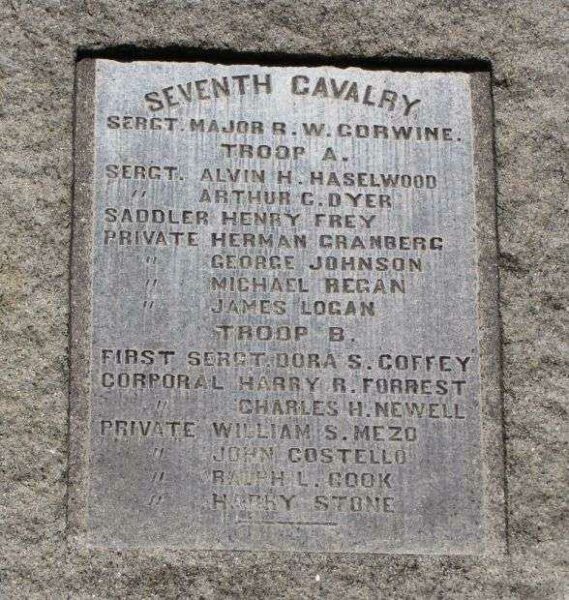 SEVENTH CAVALRY
SERGT. MAJOR R. W. CORWINE.
TROOP A.
SERGT. ALVIN H. HASELWOOD
" ARTHUR C. DYER
SADDLER HENRY FREY
PRIVATE HERMAN GRANBERG
" GEORGE JOHNSON
" MICHAEL REGAN
" JAMES LOGAN
TROOP B.
FIRST SERGT. DORA S. COFFEY
CORPORAL HARRY R. FORREST
" CHARLES H. NEWELL
PRIVATE WILLIAM S. MEZO
" JOHN COSTELLO
" RALPH L. COOK
" HARRY STONE